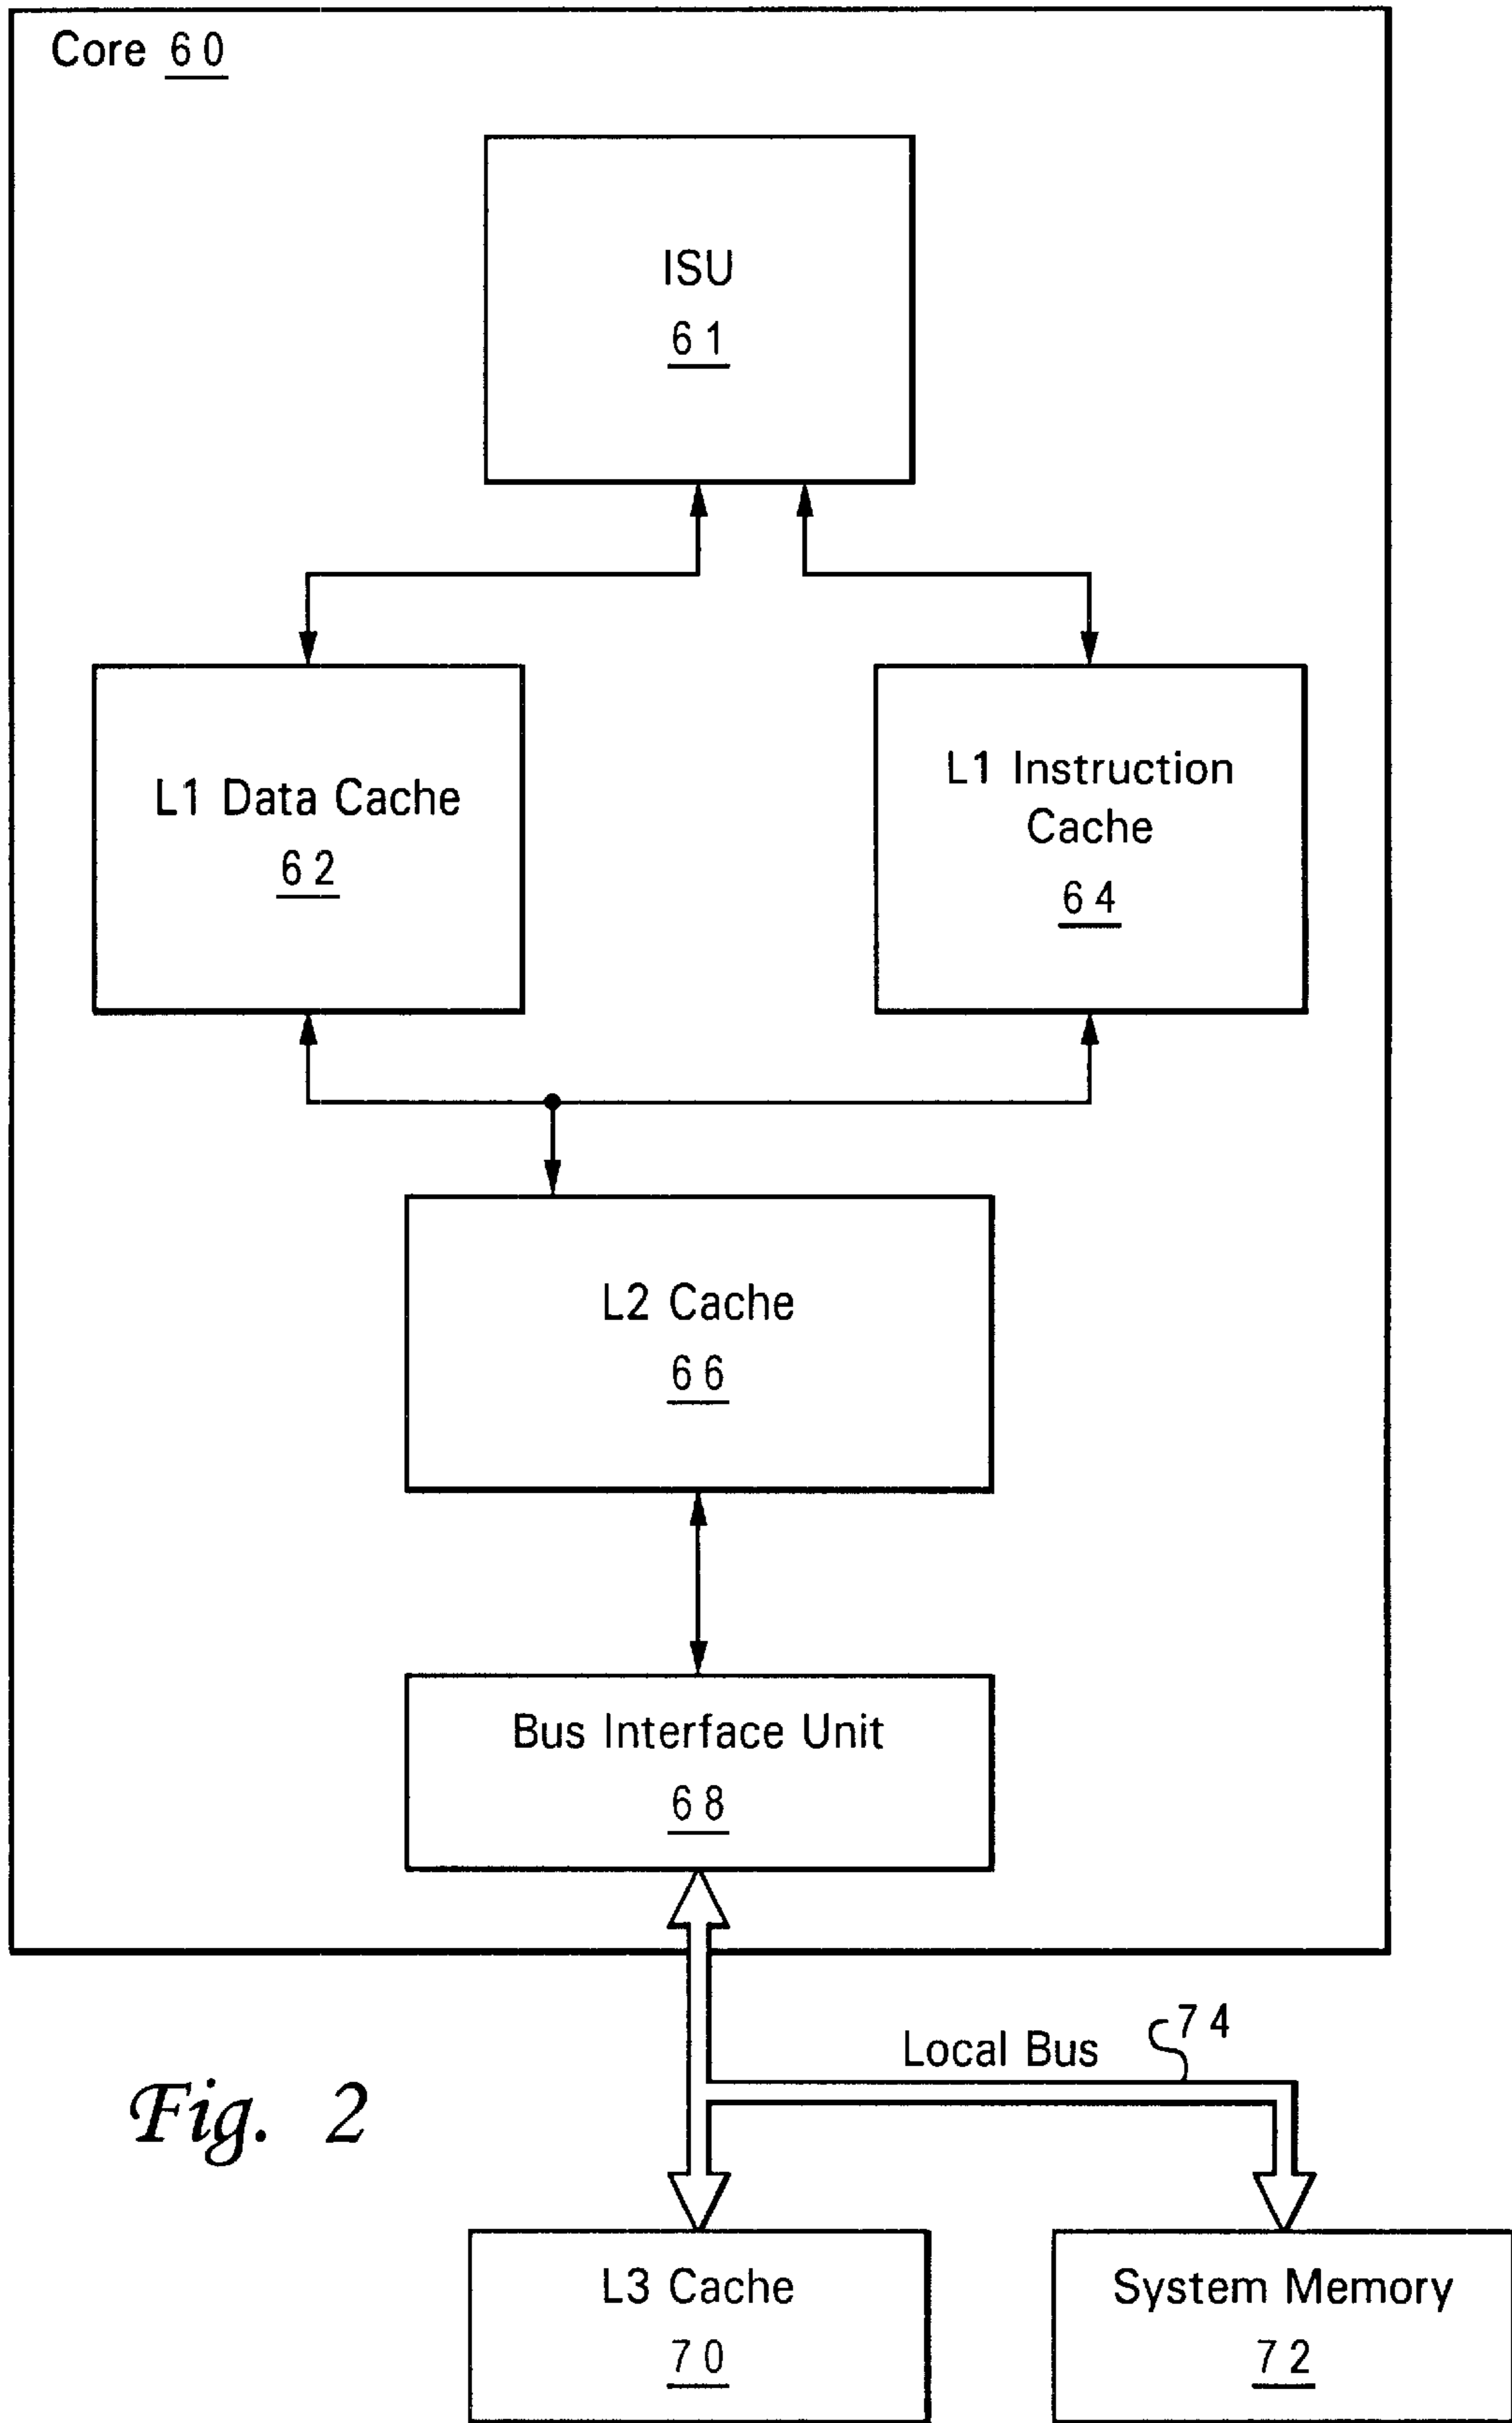 Core 60
ISU
61
L1 Data Cache
62
L1 Instruction
Cache
64
L2 Cache
66
Bus Interface Unit
68
Local Bus 74
Fig. 2
L3 Cache
70
System Memory
72